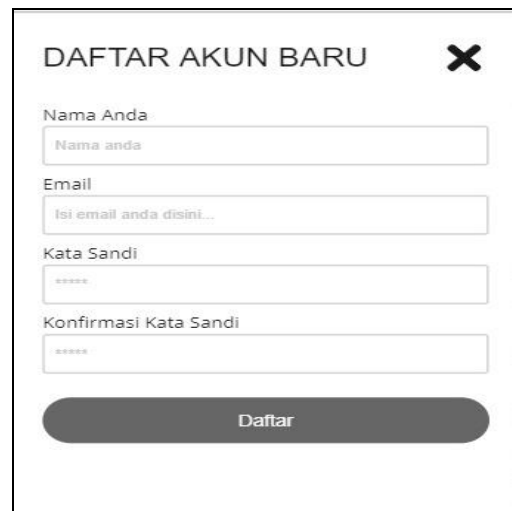 DAFTAR AKUN BARU
Nama Anda
Nama anda
Email
Isi email anda disini...
Kata Sandi
*****
Konfirmasi Kata Sandi
*****
Daftar